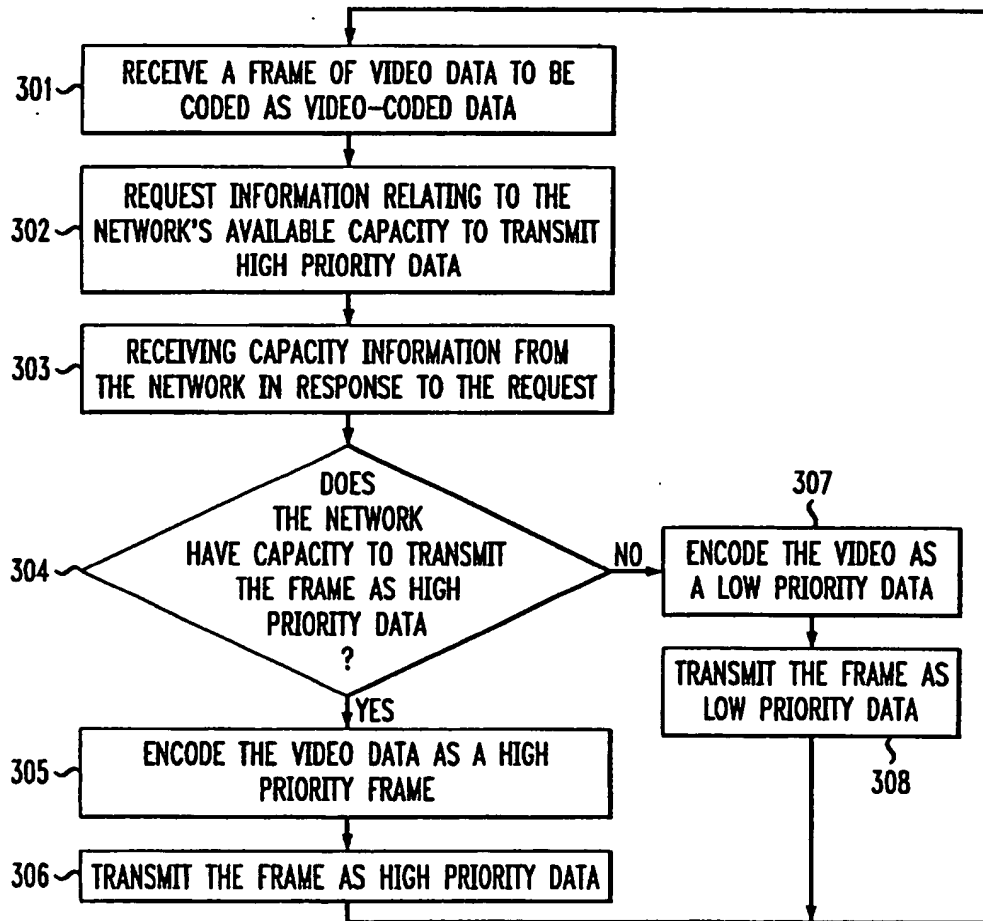 301
RECEIVE A FRAME OF VIDEO DATA TO BE
CODED AS VIDEO-CODED DATA
302
REQUEST INFORMATION RELATING TO THE
NETWORK'S AVAILABLE CAPACITY TO TRANSMIT
HIGH PRIORITY DATA
303
RECEIVING CAPACITY INFORMATION FROM
THE NETWORK IN RESPONSE TO THE REQUEST
304
DOES
THE NETWORK
HAVE CAPACITY TO TRANSMIT
THE FRAME AS HIGH
PRIORITY DATA
?
NO
307
ENCODE THE VIDEO AS
A LOW PRIORITY DATA
TRANSMIT THE FRAME AS
LOW PRIORITY DATA
308
YES
305
ENCODE THE VIDEO DATA AS A HIGH
PRIORITY FRAME
306
TRANSMIT THE FRAME AS HIGH PRIORITY DATA